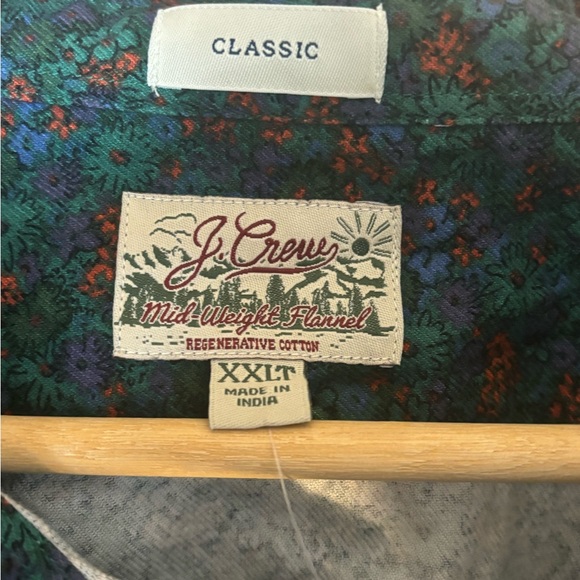 CLASSIC
J.Crew
Mid Weight Flannel
REGENERATIVE COTTON
XXLT
MADE IN
INDIA